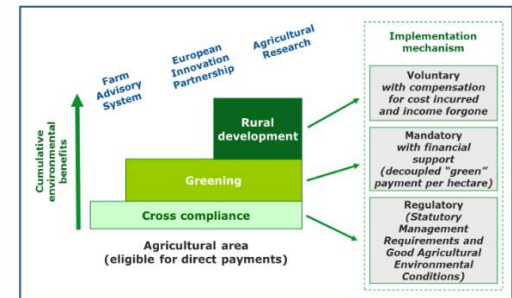 Farm
Advisory
System
European
Innovation
Partnership
Agricultural
Research
Cumulative
environmental
benefits
Rural
development
Greening
Cross compliance
Agricultural area
(eligible for direct payments)
Implementation
mechanism
Voluntary
with compensation
for cost incurred
and income forgone
Mandatory
with financial
support
(decoupled "green"
payment per hectare)
Regulatory
(Statutory
Management
Requirements and
Good Agricultural
Environmental
Conditions)